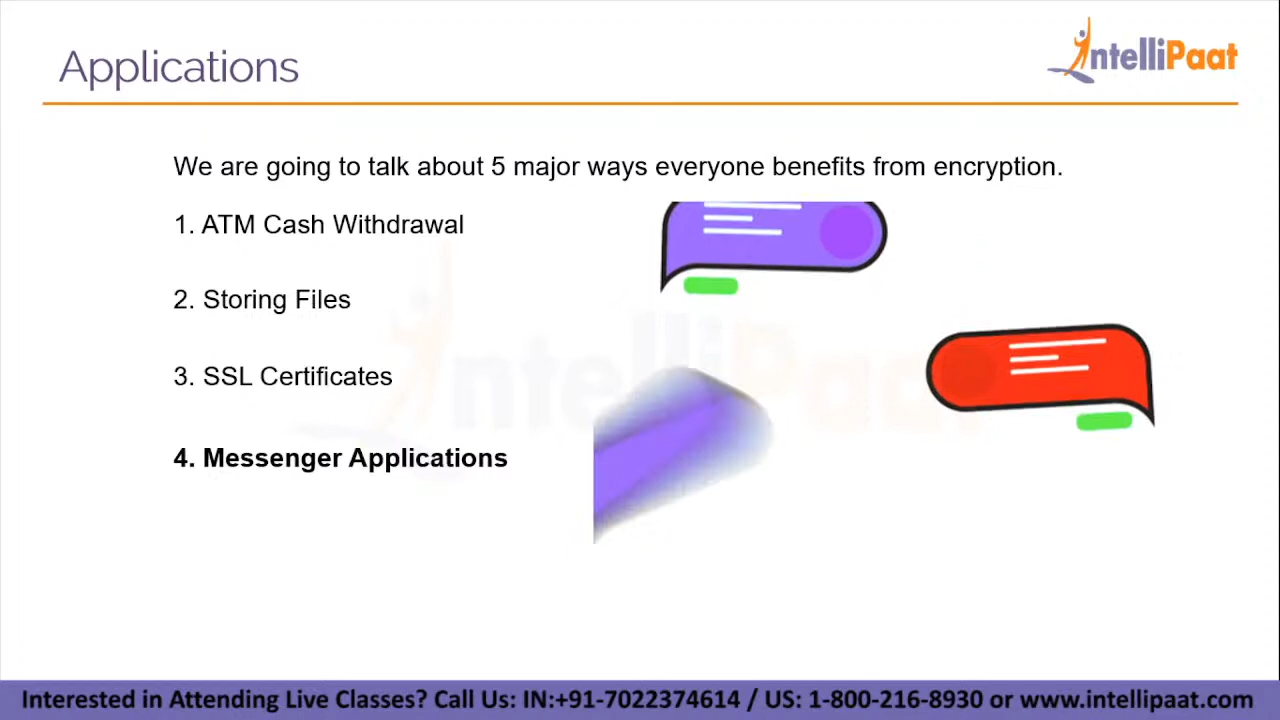 Applications
IntelliPaat
We are going to talk about 5 major ways everyone benefits from encryption.
1. ATM Cash Withdrawal
2. Storing Files
3. SSL Certificates
4. Messenger Applications
IntelliPaat
Interested in Attending Live Classes? Call Us: IN:+91-7022374614 / US: 1-800-216-8930 or www.intellipaat.com